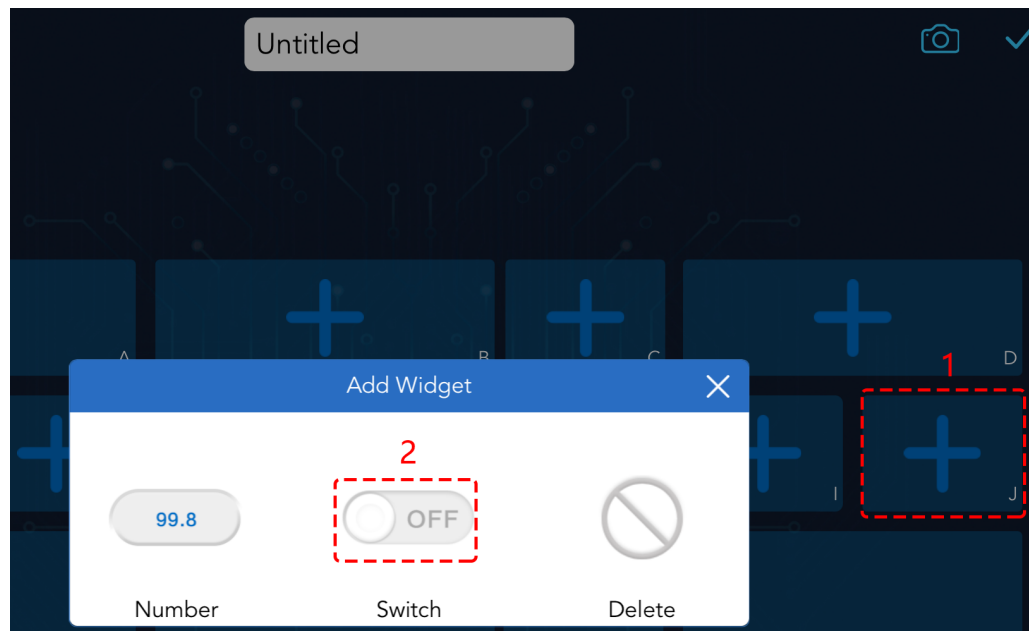 Untitled
A
B
C
D
1
Add Widget
2
I
J
99.8
OFF
Number
Switch
Delete